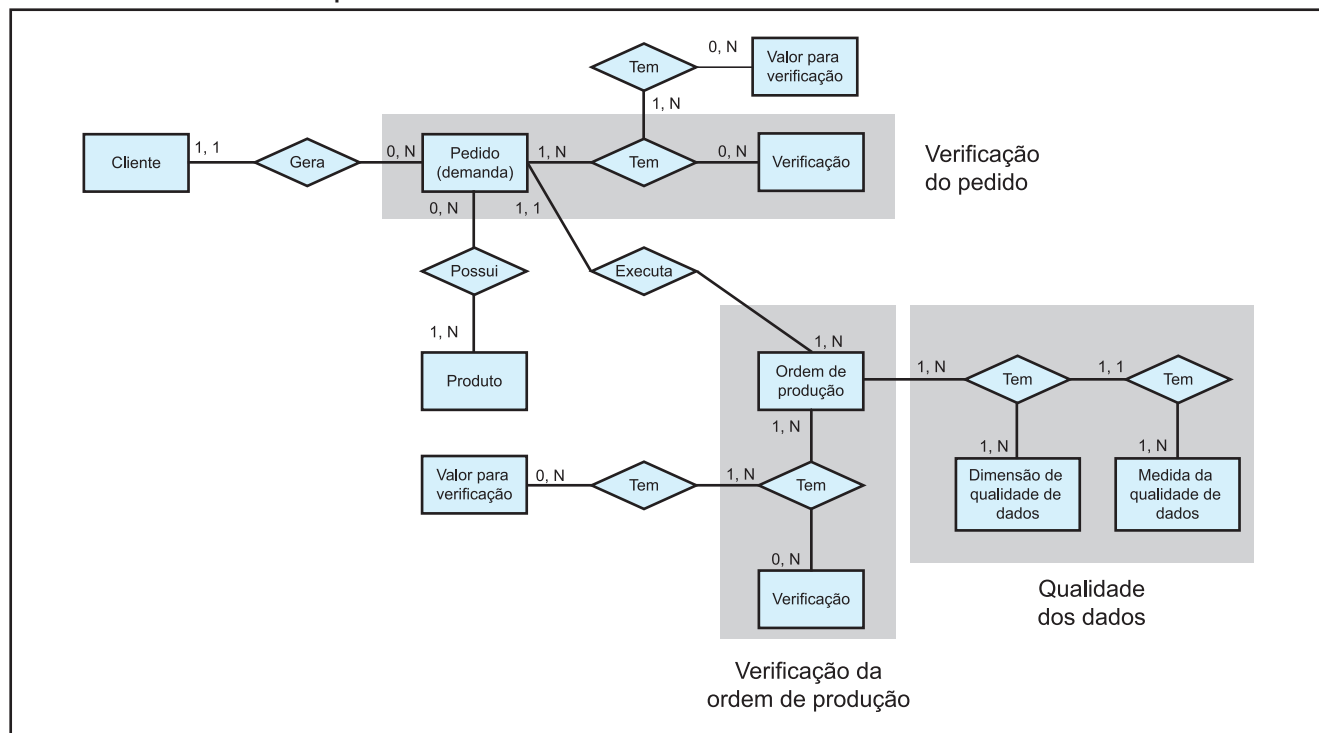 0, N
Valor para
verificação
Tem
1, N
Cliente
1, 1
Gera
0, N
Pedido
(demanda)
1, N
Tem
0, N
Verificação
Verificação
do pedido
0, N
1, 1
Possui
Executa
1, N
Produto
1, N
Ordem de
produção
1, N
Tem
1, 1
Tem
1, N
1, N
1, N
Dimensão de
qualidade de
dados
Medida da
qualidade de
dados
Valor para
verificação
0, N
Tem
1, N
Tem
0, N
Verificação
Qualidade
dos dados
Verificação da
ordem de produção